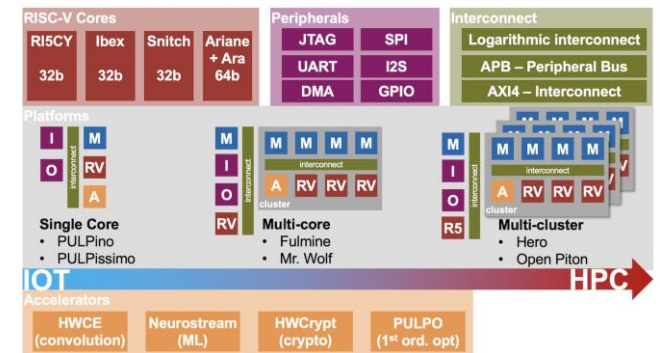 RISC-V Cores
RI5CY
32b
Ibex
32b
Snitch
32b
Ariane
+ Ara
64b
Peripherals
JTAG
SPI
UART
I2S
DMA
GPIO
Interconnect
Logarithmic interconnect
APB – Peripheral Bus
AXI4 – Interconnect
Platforms
I
O
interconnect
M
RV
A
Single Core
• PULPino
• PULPissimo
M
I
O
RV
interconnect
M M M M
interconnect
A RV RV RV
cluster
Multi-core
• Fulmine
• Mr. Wolf
M
I
O
R5
interconnect
M M M M
interconnect
A RV RV RV
cluster
Multi-cluster
• Hero
• Open Piton
IOT
HPC
Accelerators
HWCE
(convolution)
Neurostream
(ML)
HWCrypt
(crypto)
PULPO
(1st ord. opt)